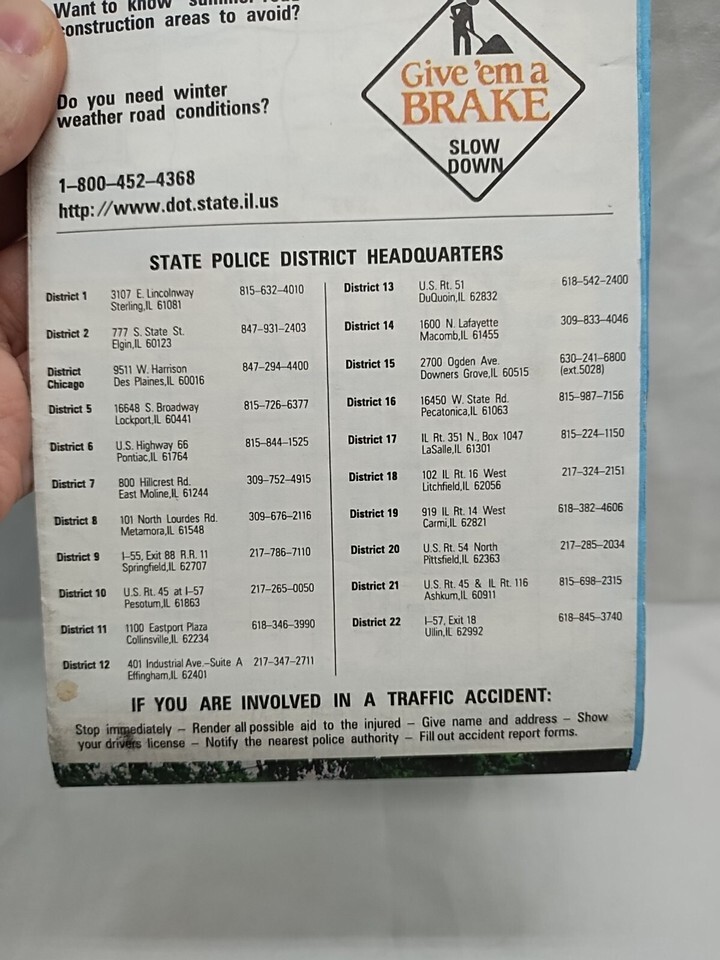 Want to know summer road
construction areas to avoid?
Do you need winter
weather road conditions?
1-800-452-4368
http://www.dot.state.il.us
Give 'em a
BRAKE
SLOW
DOWN
STATE POLICE DISTRICT HEADQUARTERS
District 1 3107 E. Lincolnway 815-632-4010
Sterling,IL 61081
District 2 777 S. State St. 847-931-2403
Elgin,IL 60123
District 9511 W. Harrison 847-294-4400
Chicago Des Plaines,IL 60016
District 5 16648 S. Broadway 815-726-6377
Lockport,IL 60441
District 6 U.S. Highway 66 815-844-1525
Pontiac,IL 61764
District 7 800 Hillcrest Rd. 309-752-4915
East Moline,IL 61244
District 8 101 North Lourdes Rd. 309-676-2116
Metamora,IL 61548
District 9 I-55, Exit 88 R.R. 11 217-786-7110
Springfield,IL 62707
District 10 U.S. Rt. 45 at I-57 217-265-0050
Pesotum,IL 61863
District 11 1100 Eastport Plaza 618-346-3990
Collinsville,IL 62234
District 12 401 Industrial Ave.-Suite A 217-347-2711
Effingham,IL 62401
District 13 U.S. Rt. 51 618-542-2400
DuQuoin,IL 62832
District 14 1600 N. Lafayette 309-833-4046
Macomb,IL 61455
District 15 2700 Ogden Ave. 630-241-6800
Downers Grove,IL 60515 (ext.5028)
District 16 16450 W. State Rd. 815-987-7156
Pecatonica,IL 61063
District 17 IL Rt. 351 N., Box 1047 815-224-1150
LaSalle,IL 61301
District 18 102 IL Rt. 16 West 217-324-2151
Litchfield,IL 62056
District 19 919 IL Rt. 14 West 618-382-4606
Carmi,IL 62821
District 20 U.S. Rt. 54 North 217-285-2034
Pittsfield,IL 62363
District 21 U.S. Rt. 45 & IL Rt. 116 815-698-2315
Ashkum,IL 60911
District 22 I-57, Exit 18 618-845-3740
Ullin,IL 62992
IF YOU ARE INVOLVED IN A TRAFFIC ACCIDENT:
Stop immediately - Render all possible aid to the injured - Give name and address - Show
your drivers license - Notify the nearest police authority - Fill out accident report forms.